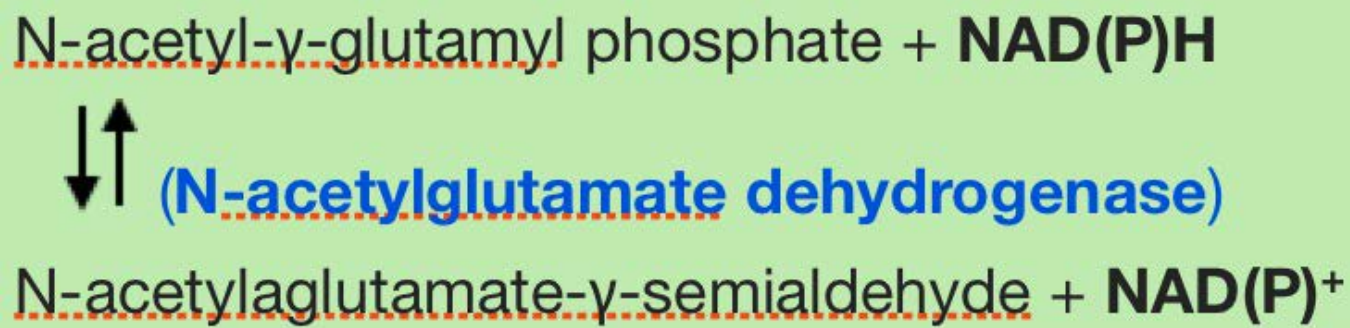 N-acetyl-γ-glutamyl phosphate + NAD(P)H
(N-acetylglutamate dehydrogenase)
N-acetylaglutamate-γ-semialdehyde + NAD(P)⁺